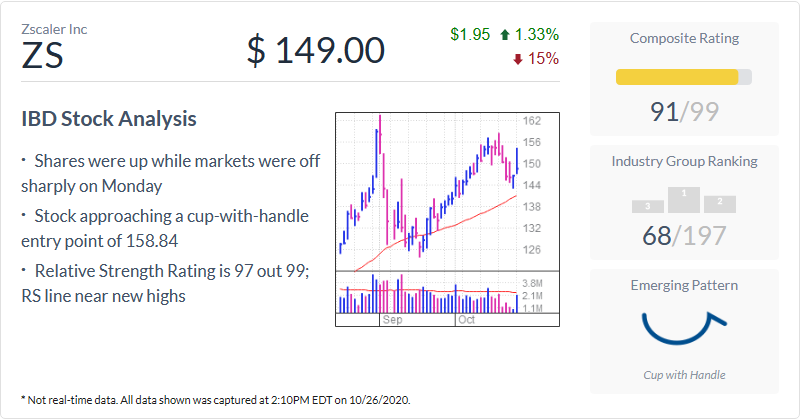 Zscaler Inc
ZS
$ 149.00
$1.95 1.33%
15%
IBD Stock Analysis
• Shares were up while markets were off
sharply on Monday
• Stock approaching a cup-with-handle
entry point of 158.84
• Relative Strength Rating is 97 out 99;
RS line near new highs
162
156
150
144
138
132
126
3.8M
2.1M
1.1M
Sep Oct
Composite Rating
91/99
Industry Group Ranking
3 1 2
68/197
Emerging Pattern
Cup with Handle
* Not real-time data. All data shown was captured at 2:10PM EDT on 10/26/2020.